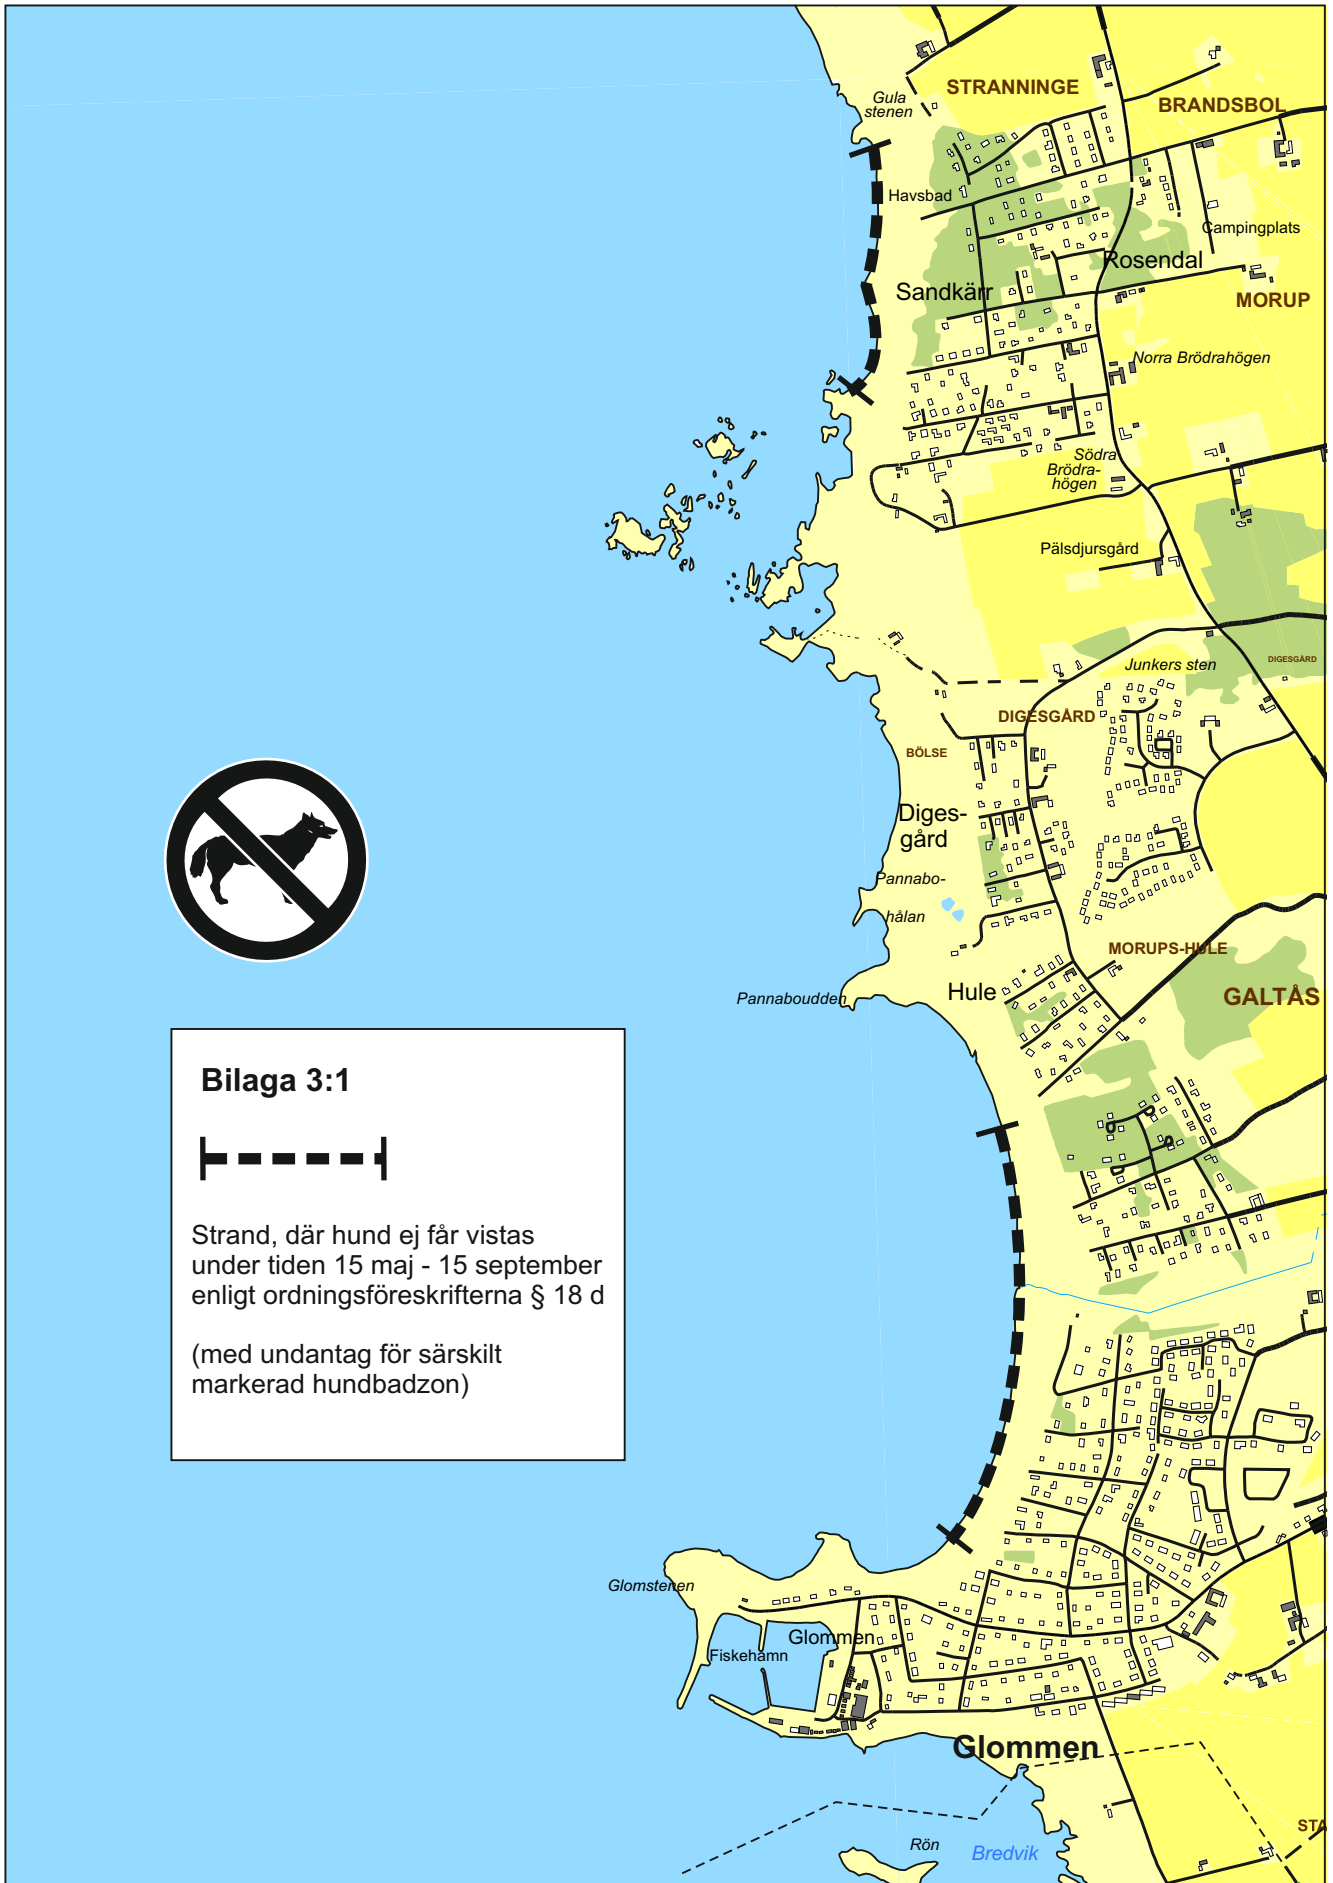 STRANNINGE
Gula
stenen
BRANDSBOL
Havsbad
Campingplats
Rosendal
Sandkärr
MORUP
Norra Brödrahögen
Södra
Brödra-
högen
Pälsdjursgård
Junkers sten
DIGESGÅRD
DIGESGÅRD
BÖLSE
Diges-
gård
Pannabo-
hålan
MORUPS-HULE
Hule
GALTÅS
Pannaboudden
Bilaga 3:1
Strand, där hund ej får vistas
under tiden 15 maj - 15 september
enligt ordningsföreskrifterna § 18 d
(med undantag för särskilt
markerad hundbadzon)
Glomstenen
Glommen
Fiskehamn
Glommen
STA
Rön
Bredvik